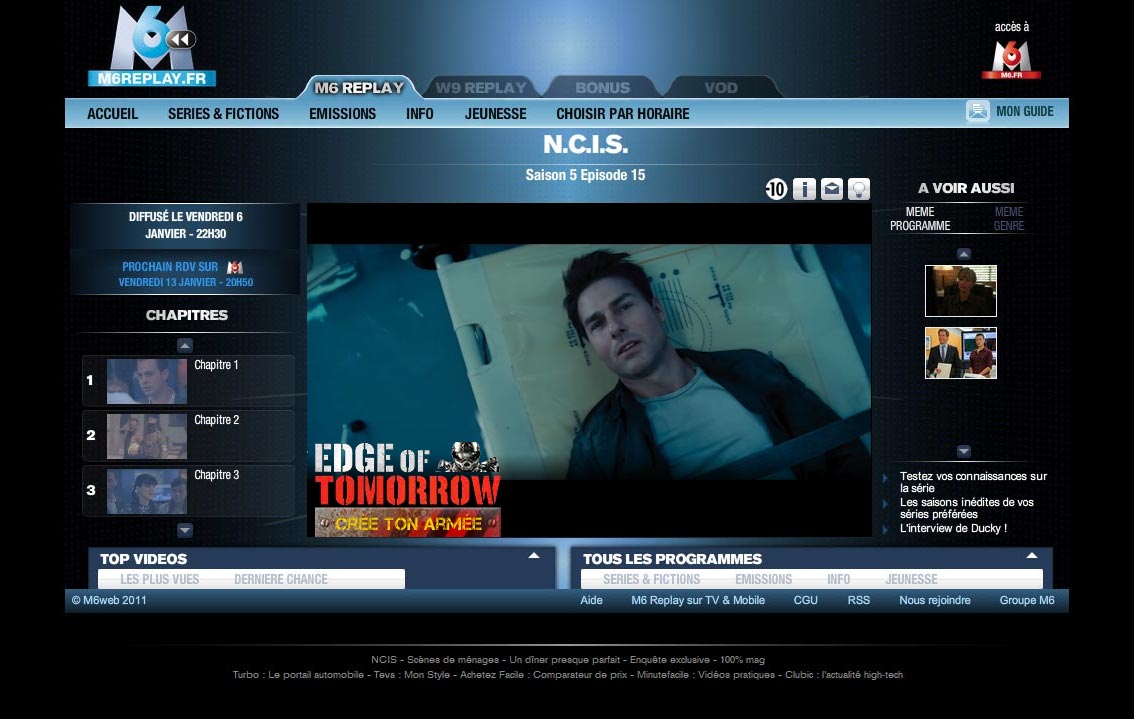 M6REPLAY.FR
accès à
M6.FR
M6 REPLAY
W9 REPLAY
BONUS
VOD
ACCUEIL
SERIES & FICTIONS
EMISSIONS
INFO
JEUNESSE
CHOISIR PAR HORAIRE
MON GUIDE
N.C.I.S.
Saison 5 Episode 15
-10
DIFFUSÉ LE VENDREDI 6
JANVIER - 22H30
PROCHAIN RDV SUR
VENDREDI 13 JANVIER - 20H50
CHAPITRES
1 Chapitre 1
2 Chapitre 2
3 Chapitre 3
EDGE OF
TOMORROW
CRÉE TON ARMÉE
A VOIR AUSSI
MEME
PROGRAMME
MEME
GENRE
Testez vos connaissances sur
la série
Les saisons inédites de vos
séries préférées
L'interview de Ducky !
TOP VIDEOS
LES PLUS VUES
DERNIERE CHANCE
TOUS LES PROGRAMMES
SERIES & FICTIONS
EMISSIONS
INFO
JEUNESSE
© M6web 2011
Aide
M6 Replay sur TV & Mobile
CGU
RSS
Nous rejoindre
Groupe M6
NCIS - Scènes de ménages - Un dîner presque parfait - Enquête exclusive - 100% mag
Turbo : Le portail automobile - Teva : Mon Style - Achetez Facile : Comparateur de prix - Minutefacile : Vidéos pratiques - Clubic : l'actualité high-tech